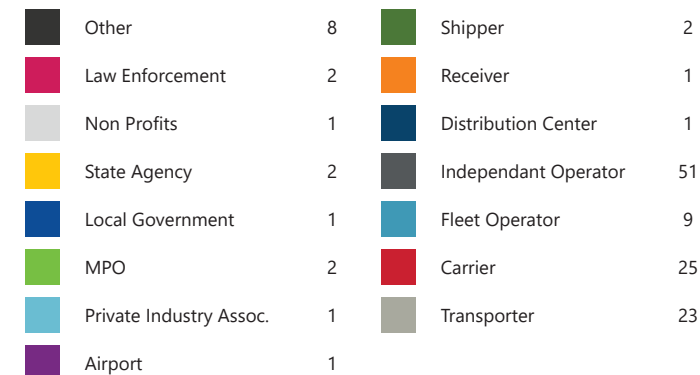 Other 8
Law Enforcement 2
Non Profits 1
State Agency 2
Local Government 1
MPO 2
Private Industry Assoc. 1
Airport 1
Shipper 2
Receiver 1
Distribution Center 1
Independant Operator 51
Fleet Operator 9
Carrier 25
Transporter 23